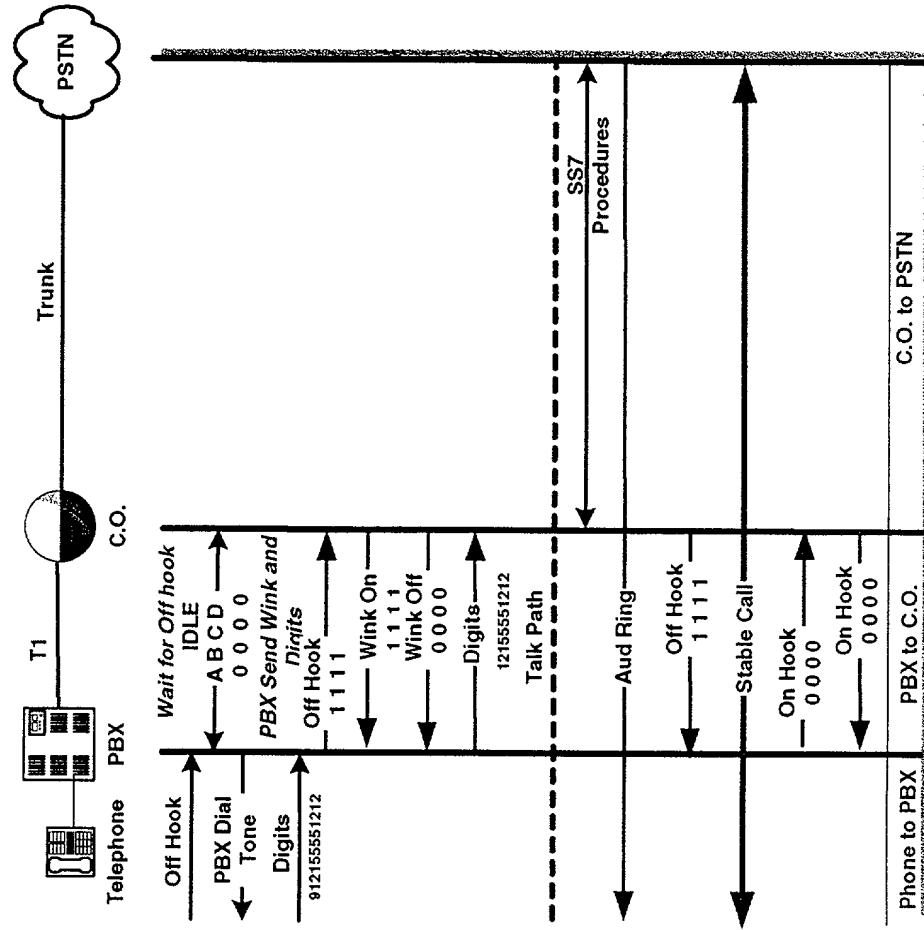 PSTN
Trunk
C.O.
T1
PBX
Telephone
Off Hook
PBX Dial
Tone
Digits
912155551212
Wait for Off hook
IDLE
A B C D
0 0 0 0
PBX Send Wink and
Digits
Off Hook
1 1 1 1
Wink On
1 1 1 1
Wink Off
0 0 0 0
Digits
12155551212
Talk Path
SS7
Procedures
Aud Ring
Off Hook
1 1 1 1
Stable Call
On Hook
0 0 0 0
On Hook
0 0 0 0
Phone to PBX
PBX to C.O.
C.O. to PSTN